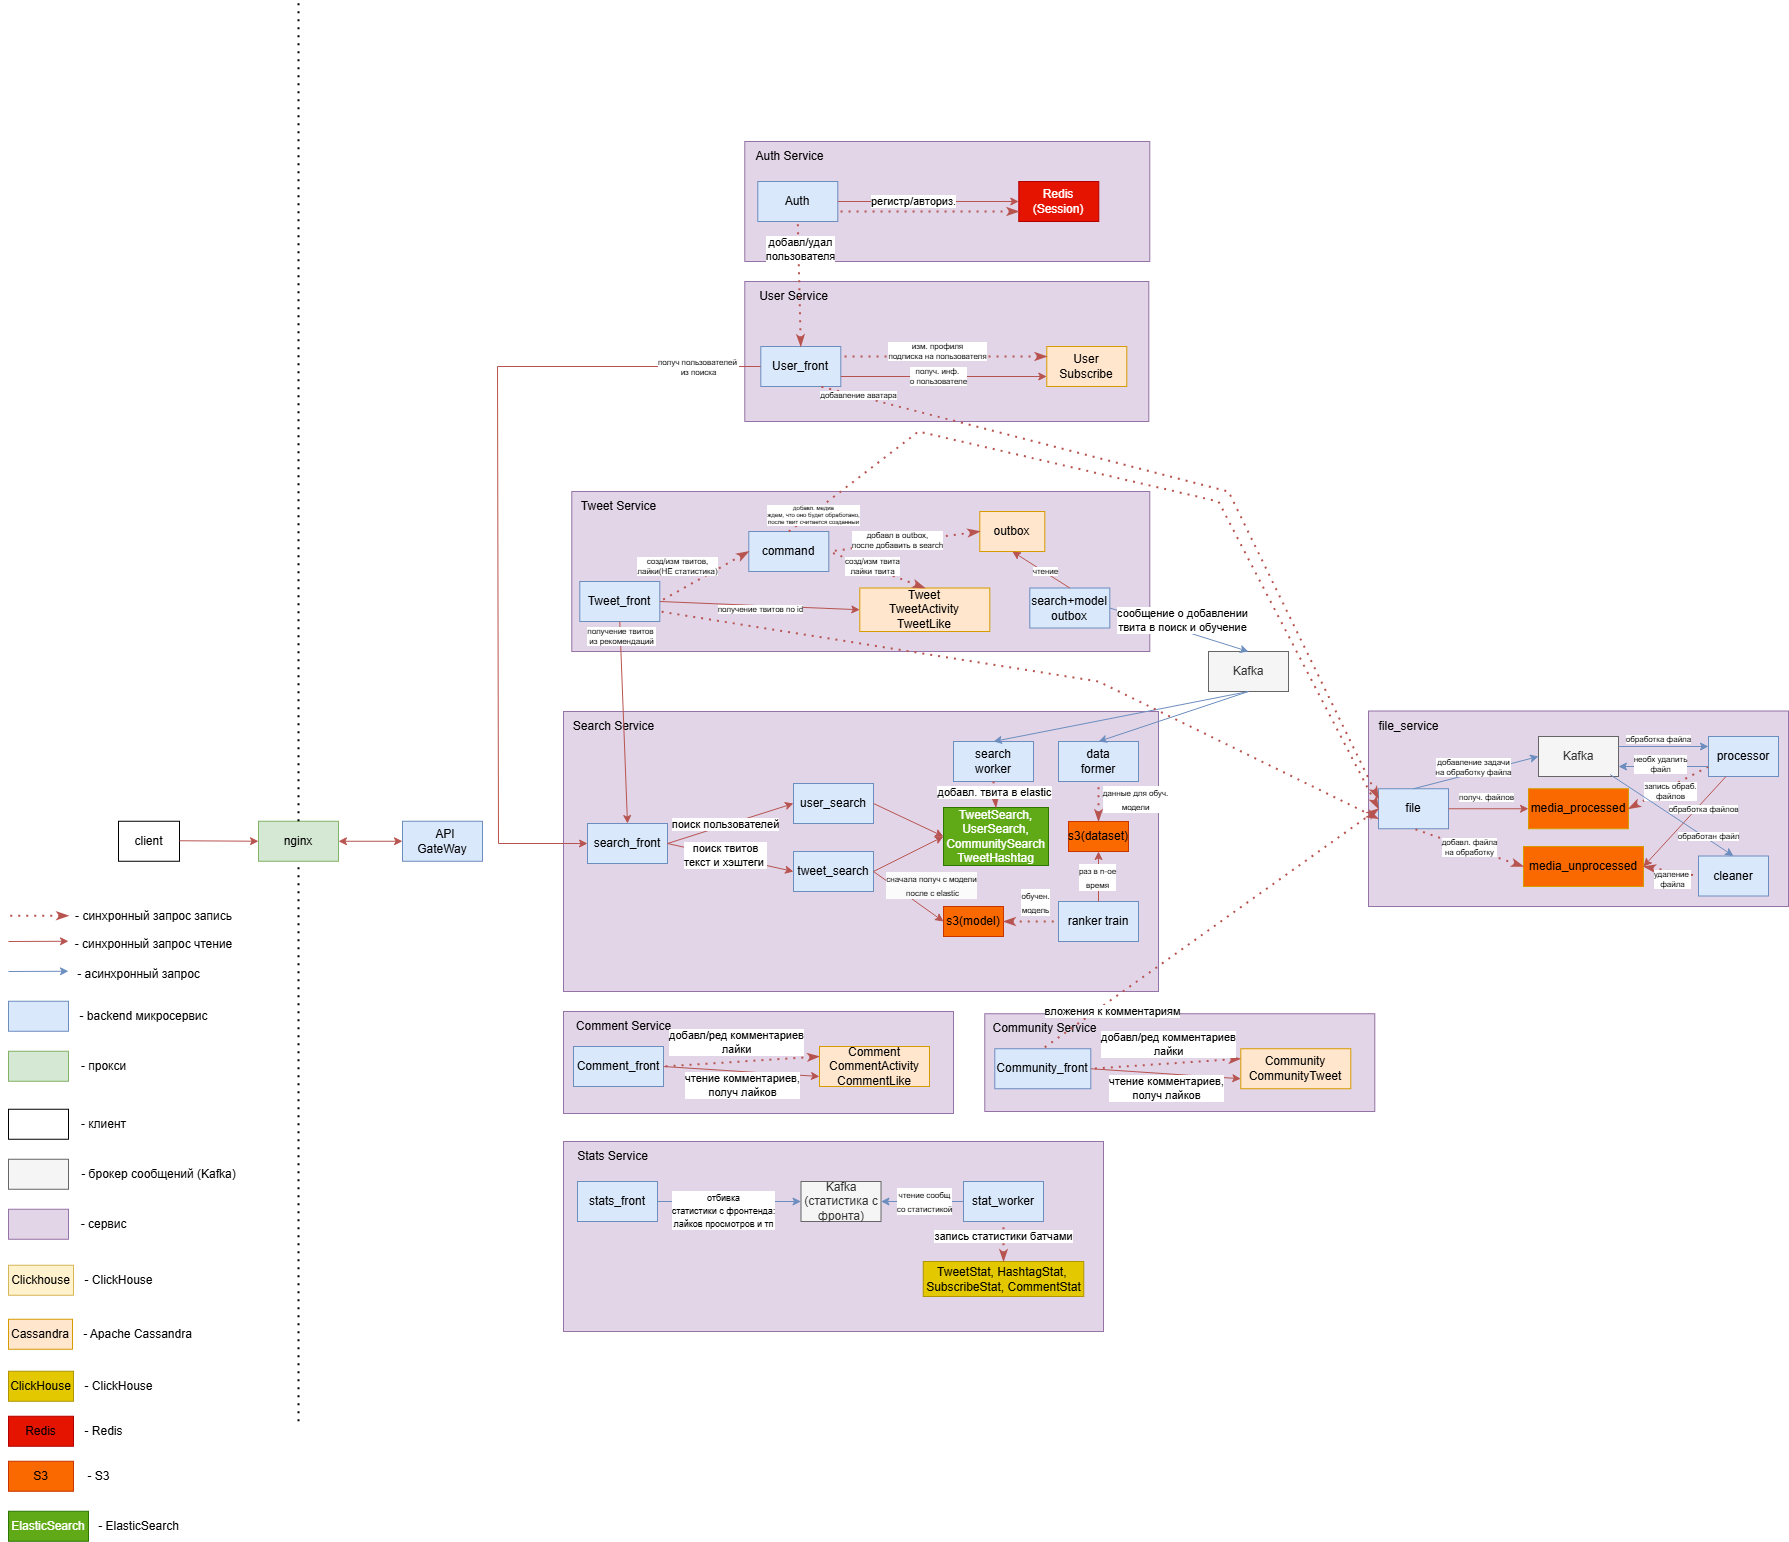 Auth Service
Auth
регистр/авториз.
Redis
(Session)
добавл/удал
пользователя
User Service
User_front
изм. профиля
подписка на пользователя
получ. инф.
о пользователе
User
Subscribe
добавление аватара
получ пользователей
из поиска
Tweet Service
добавл. медиа
ждем, что оно будет обработано,
после твит считается созданный
command
добавл в outbox,
после добавить в search
outbox
созд/изм твитов,
лайки(НЕ статистика)
созд/изм твита
лайки твита
чтение
Tweet_front
получение твитов по id
Tweet
TweetActivity
TweetLike
search+model
outbox
сообщение о добавлении
твита в поиск и обучение
получение твитов
из рекомендаций
Kafka
Search Service
search
worker
data
former
добавл. твита в elastic
данные для обуч.
модели
user_search
поиск пользователей
search_front
поиск твитов
текст и хэштеги
tweet_search
TweetSearch,
UserSearch,
CommunitySearch
TweetHashtag
s3(dataset)
сначала получ с модели
после с elastic
раз в n-ое
время
обучен.
модель
s3(model)
ranker train
file_service
Kafka
обработка файла
processor
необх удалить
файл
добавление задачи
на обработку файла
file
получ. файлов
media_processed
запись обраб.
файлов
обработка файлов
обработан файл
добавл. файла
на обработку
media_unprocessed
удаление
файла
cleaner
client
nginx
API
GateWay
- синхронный запрос запись
- синхронный запрос чтение
- асинхронный запрос
- backend микросервис
- прокси
- клиент
- брокер сообщений (Kafka)
- сервис
Clickhouse
- ClickHouse
Cassandra
- Apache Cassandra
ClickHouse
- ClickHouse
Redis
- Redis
S3
- S3
ElasticSearch
- ElasticSearch
Comment Service
Comment_front
добавл/ред комментариев
лайки
чтение комментариев,
получ лайков
Comment
CommentActivity
CommentLike
вложения к комментариям
Community Service
Community_front
добавл/ред комментариев
лайки
чтение комментариев,
получ лайков
Community
CommunityTweet
Stats Service
stats_front
отбивка
статистики с фронтенда:
лайков просмотров и тп
Kafka
(статистика с
фронта)
чтение сообщ
со статистикой
stat_worker
запись статистики батчами
TweetStat, HashtagStat,
SubscribeStat, CommentStat